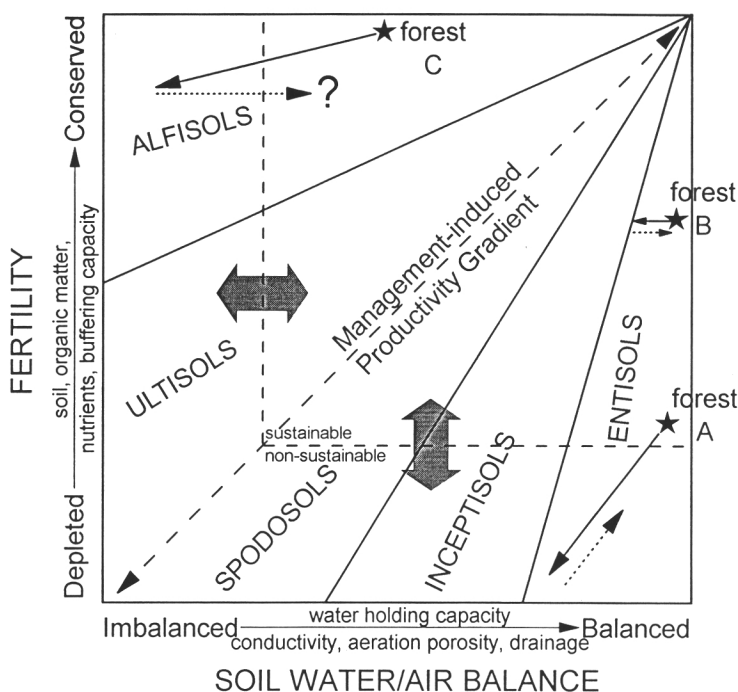 Conserved
Depleted
FERTILITY
soil, organic matter,
nutrients, buffering capacity
forest
C
?
ALFISOLS
forest
B
Management-induced
Productivity Gradient
ULTISOLS
ENTISOLS
forest
A
sustainable
non-sustainable
SPODOSOLS
INCEPTISOLS
Imbalanced
water holding capacity
conductivity, aeration porosity, drainage
Balanced
SOIL WATER/AIR BALANCE